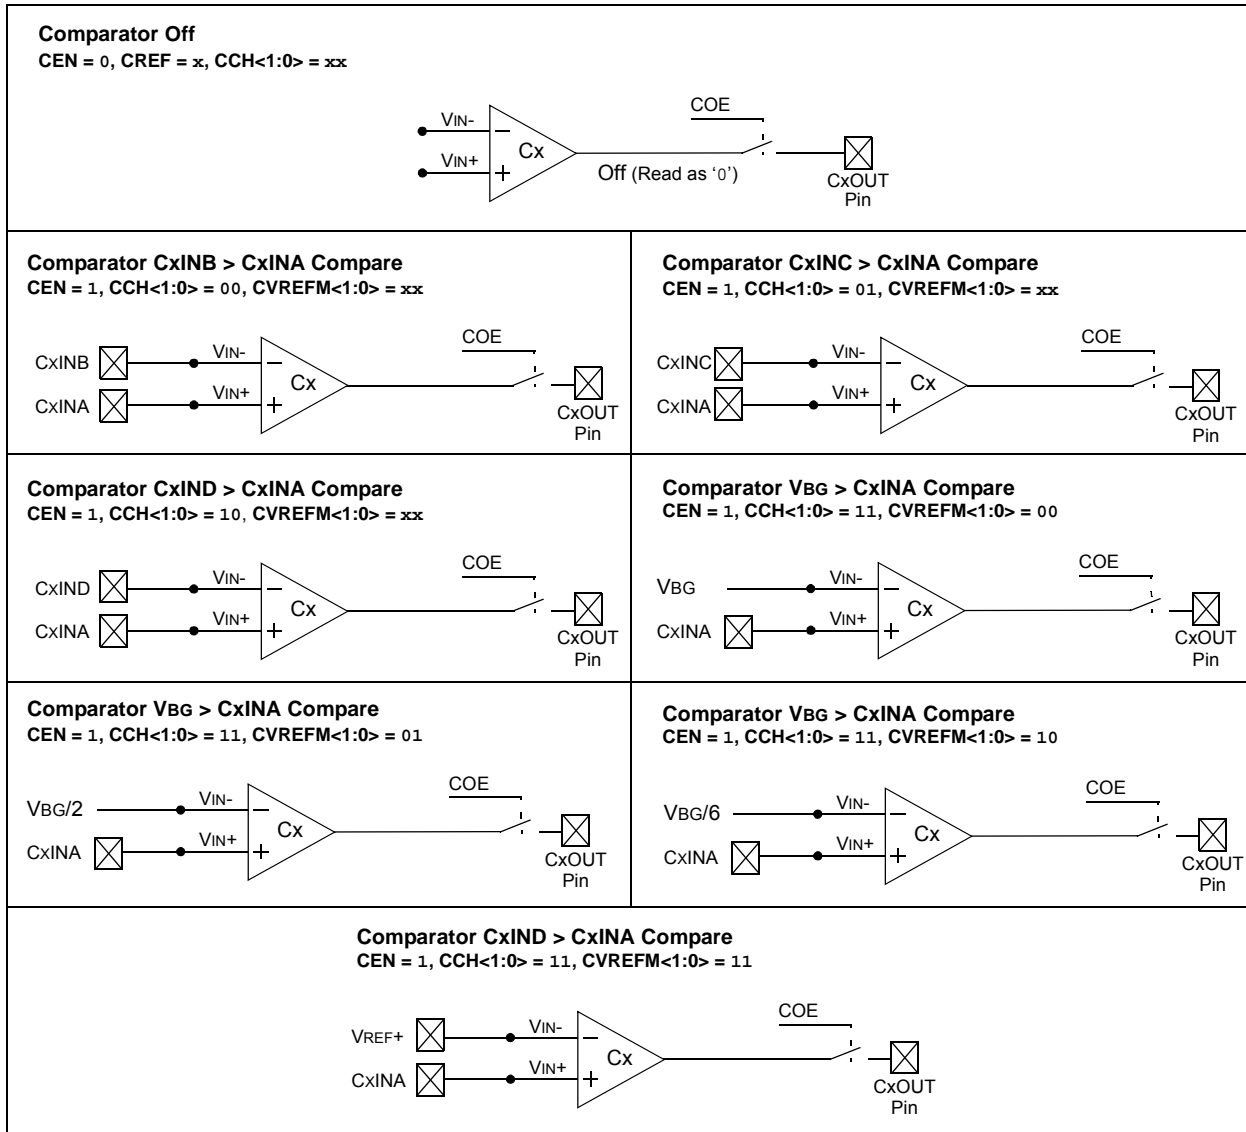 Comparator Off
CEN = 0, CREF = x, CCH<1:0> = xx
COE
VIN-
–
Cx
VIN+
+
Off (Read as ‘0’)
CxOUT
Pin
Comparator CxINB > CxINA Compare
CEN = 1, CCH<1:0> = 00, CVREFM<1:0> = xx
COE
CxINB
VIN-
–
Cx
CxINA
VIN+
+
CxOUT
Pin
Comparator CxINC > CxINA Compare
CEN = 1, CCH<1:0> = 01, CVREFM<1:0> = xx
COE
CxINC
VIN-
–
Cx
CxINA
VIN+
+
CxOUT
Pin
Comparator CxIND > CxINA Compare
CEN = 1, CCH<1:0> = 10, CVREFM<1:0> = xx
COE
CxIND
VIN-
–
Cx
CxINA
VIN+
+
CxOUT
Pin
Comparator VBG > CxINA Compare
CEN = 1, CCH<1:0> = 11, CVREFM<1:0> = 00
COE
VBG
VIN-
–
Cx
CxINA
VIN+
+
CxOUT
Pin
Comparator VBG > CxINA Compare
CEN = 1, CCH<1:0> = 11, CVREFM<1:0> = 01
COE
VBG/2
VIN-
–
Cx
CxINA
VIN+
+
CxOUT
Pin
Comparator VBG > CxINA Compare
CEN = 1, CCH<1:0> = 11, CVREFM<1:0> = 10
COE
VBG/6
VIN-
–
Cx
CxINA
VIN+
+
CxOUT
Pin
Comparator CxIND > CxINA Compare
CEN = 1, CCH<1:0> = 11, CVREFM<1:0> = 11
COE
VREF+
VIN-
–
Cx
CxINA
VIN+
+
CxOUT
Pin